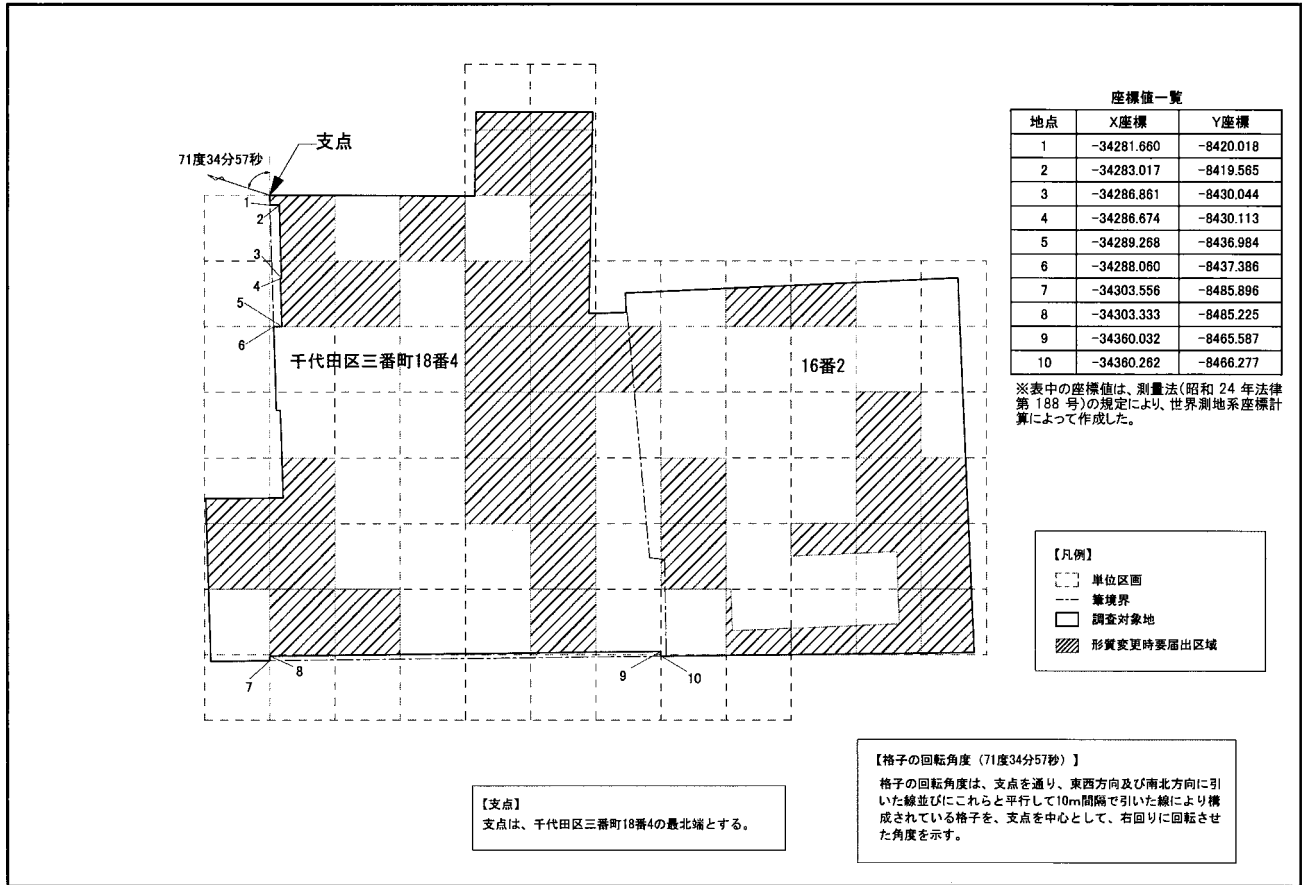 71度34分57秒
支点
1
2
3
4
5
6
千代田区三番町18番4
16番2
7
8
9
10
座標値一覧
地点 X座標 Y座標
1 -34281.660 -8420.018
2 -34283.017 -8419.565
3 -34286.861 -8430.044
4 -34286.674 -8430.113
5 -34289.268 -8436.984
6 -34288.060 -8437.386
7 -34303.556 -8485.896
8 -34303.333 -8485.225
9 -34360.032 -8465.587
10 -34360.262 -8466.277
※表中の座標値は、測量法(昭和 24 年法律
第 188 号)の規定により、世界測地系座標計
算によって作成した。
【凡例】
単位区画
筆境界
調査対象地
形質変更時要届出区域
【支点】
支点は、千代田区三番町18番4の最北端とする。
【格子の回転角度（71度34分57秒）】
格子の回転角度は、支点を通り、東西方向及び南北方向に引
いた線並びにこれらと平行して10m間隔で引いた線により構
成されている格子を、支点を中心として、右回りに回転させ
た角度を示す。